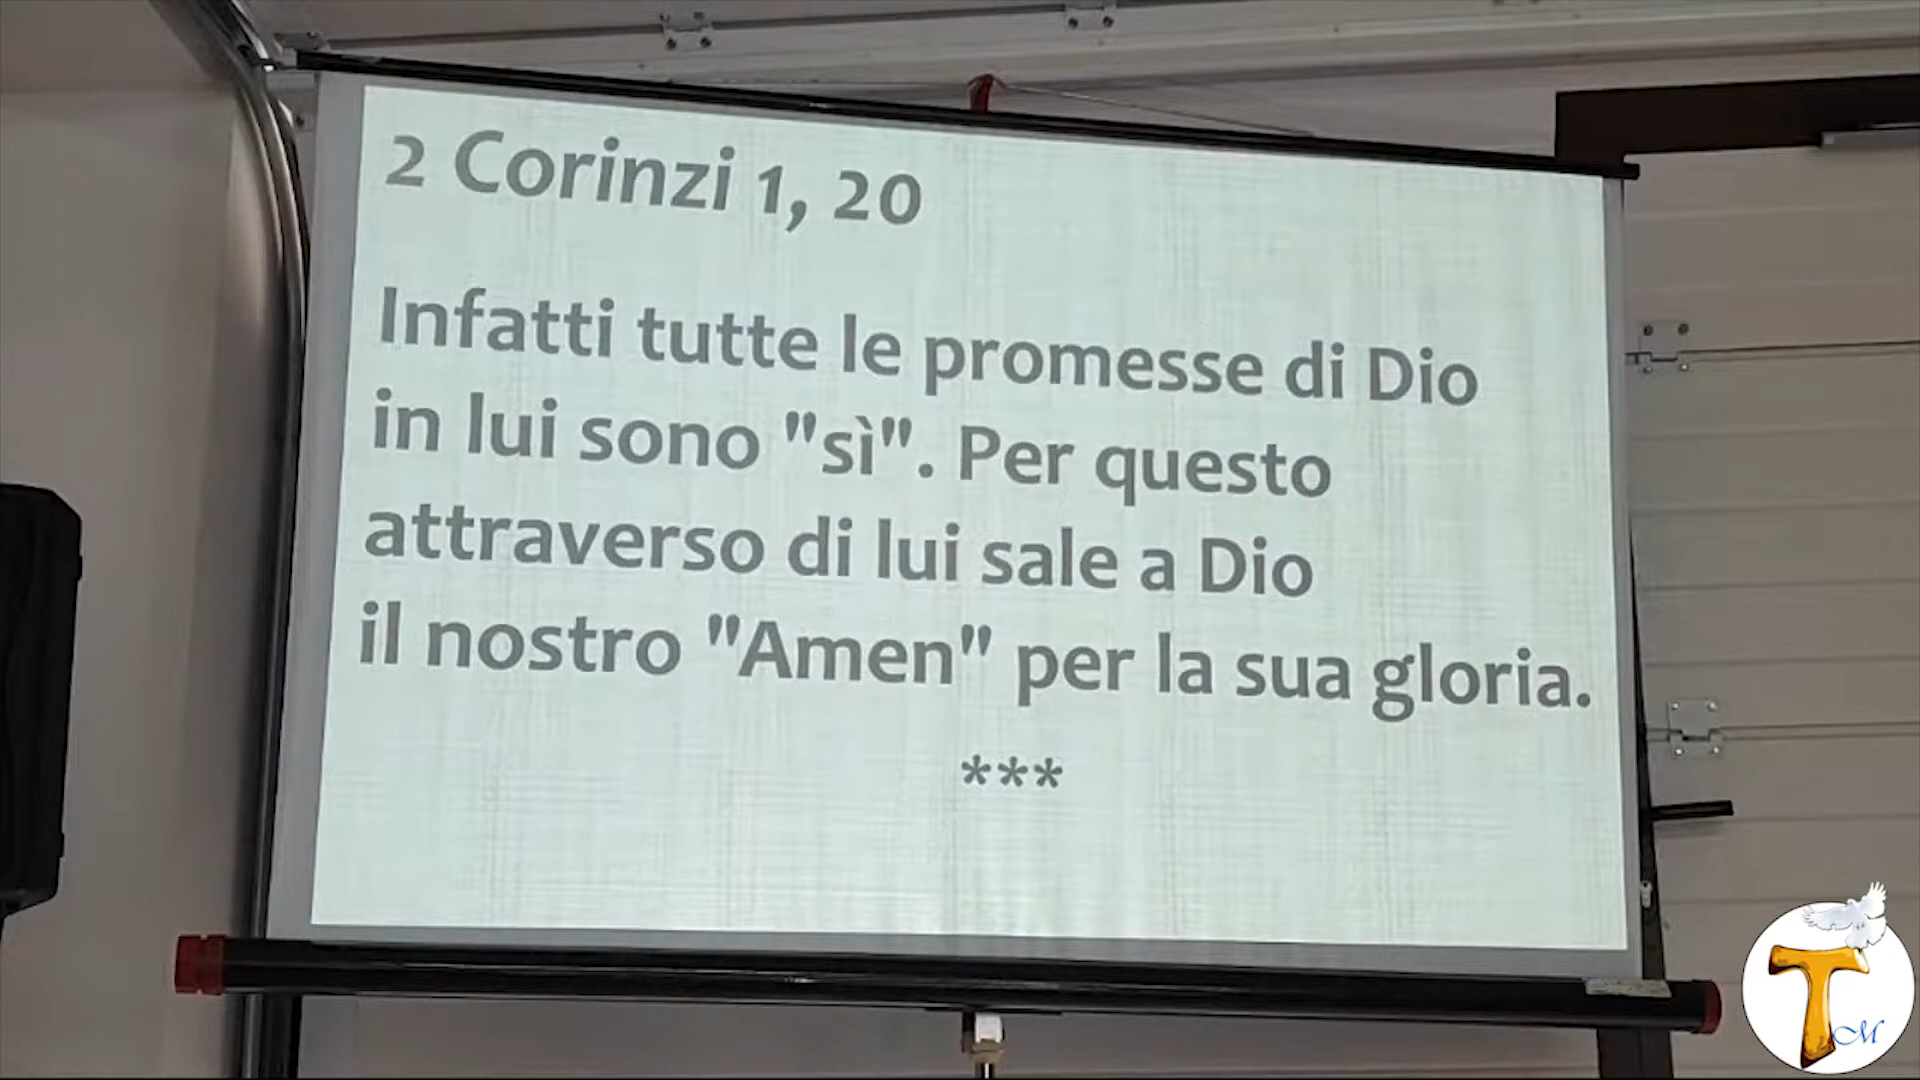 2 Corinzi 1, 20
Infatti tutte le promesse di Dio
in lui sono "sì". Per questo
attraverso di lui sale a Dio
il nostro "Amen" per la sua gloria.
***
T
M